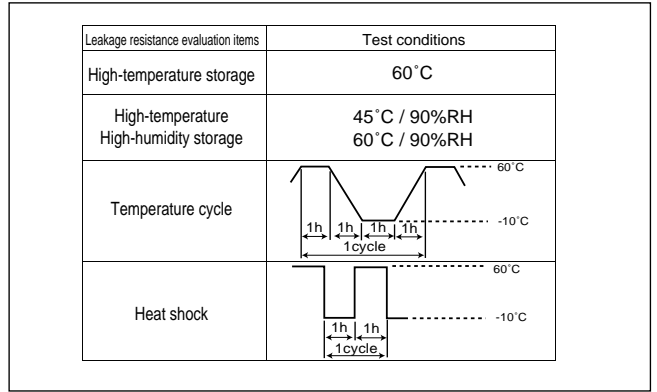 Leakage resistance evaluation items
Test conditions
High-temperature storage
60˚C
High-temperature
High-humidity storage
45˚C / 90%RH
60˚C / 90%RH
Temperature cycle
60˚C
-10˚C
1h 1h 1h 1h
1cycle
Heat shock
60˚C
-10˚C
1h 1h
1cycle